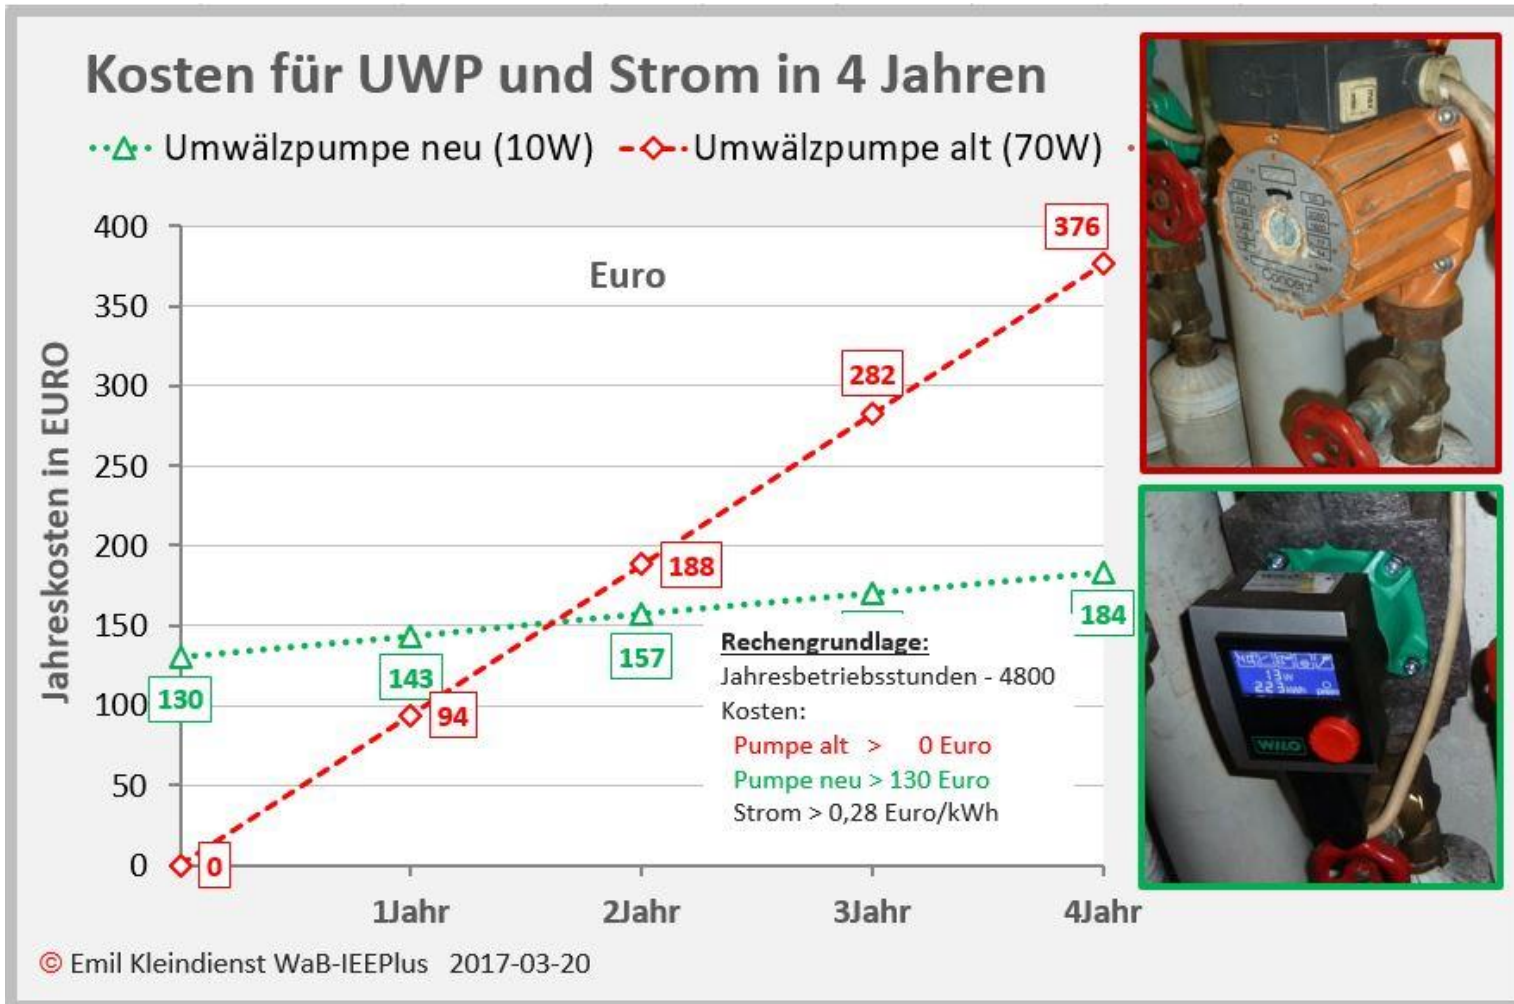 Kosten für UWP und Strom in 4 Jahren
Umwälzpumpe neu (10W) Umwälzpumpe alt (70W)
Euro
Jahreskosten in EURO
400
350
300
250
200
150
100
50
0
376
282
188
94
0
130
143
157
184
Rechengrundlage:
Jahresbetriebsstunden - 4800
Kosten:
Pumpe alt > 0 Euro
Pumpe neu > 130 Euro
Strom > 0,28 Euro/kWh
1Jahr 2Jahr 3Jahr 4Jahr
© Emil Kleindienst WaB-IEEPlus 2017-03-20
Concept
WILO